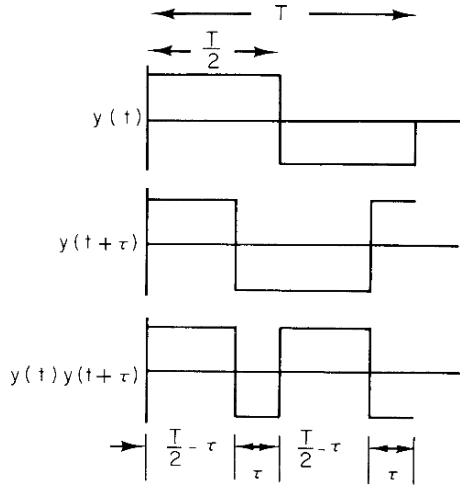 T
T/2
y(t)
y(t + τ)
y(t)y(t + τ)
T/2 - τ
τ
T/2 - τ
τ